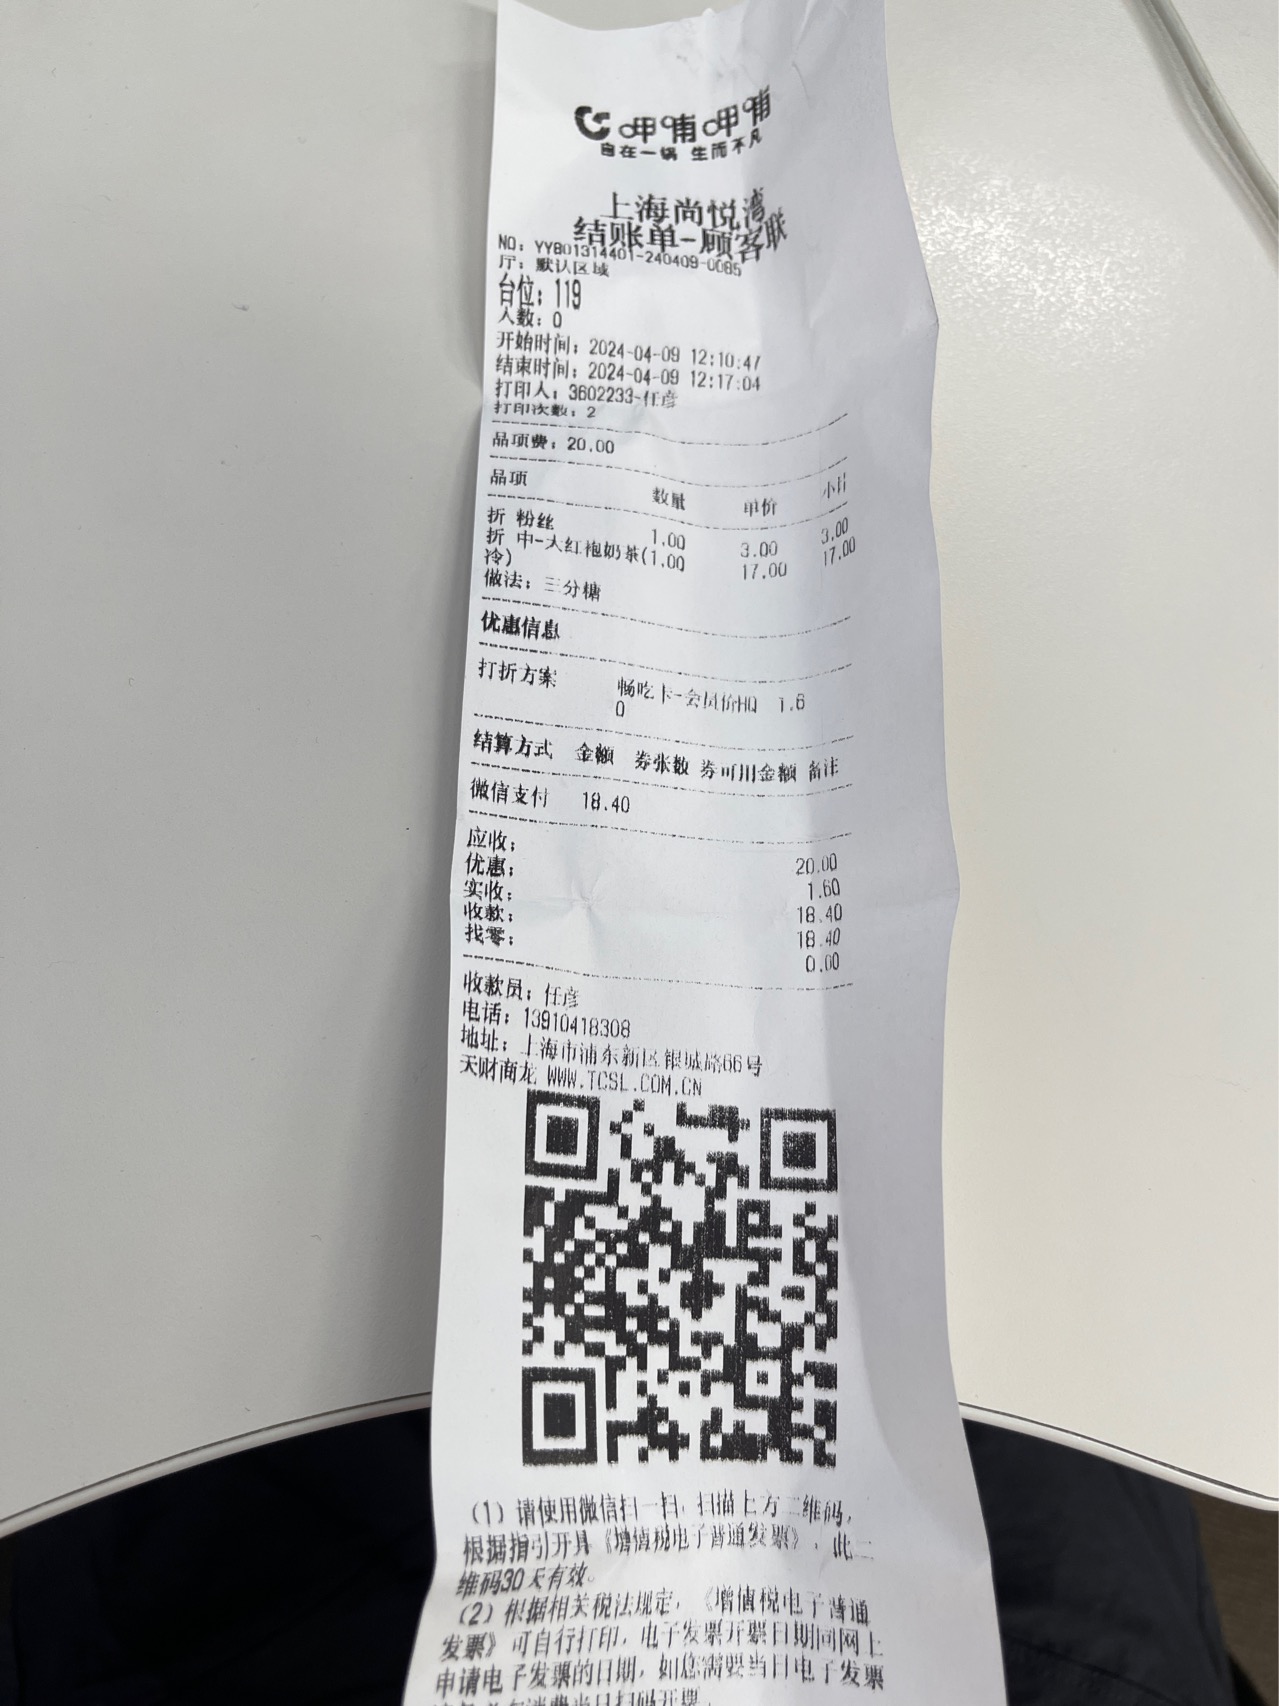 呷哺呷哺
自在一锅 生而不凡
上海尚悦湾
结账单-顾客联
NO: YYB01314401-240409-0085
厅: 默认区域
台位: 119
人数: 0
开始时间: 2024-04-09 12:10:47
结束时间: 2024-04-09 12:17:04
打印人: 3602233-任彦
打印次数: 2
品项费: 20.00
品项 数量 单价 小计
折 粉丝 1.00 3.00 3.00
折 中-大红袍奶茶(1.00 17.00 17.00
冷)
做法: 三分糖
优惠信息
打折方案 畅吃卡-会员价HQ 1.6
0
结算方式 金额 券张数 券可用金额 备注
微信支付 18.40
应收: 20.00
优惠: 1.60
实收: 18.40
收款: 18.40
找零: 0.00
收款员: 任彦
电话: 13910418308
地址: 上海市浦东新区银城路66号
天财商龙 WWW.TCSL.COM.CN
(1) 请使用微信扫一扫, 扫描上方二维码,
根据指引开具《增值税电子普通发票》, 此二
维码30天有效。
(2) 根据相关税法规定, 《增值税电子普通
发票》可自行打印, 电子发票开票日期同网上
申请电子发票的日期, 如您需要当日电子发票
消费当日扫码开票